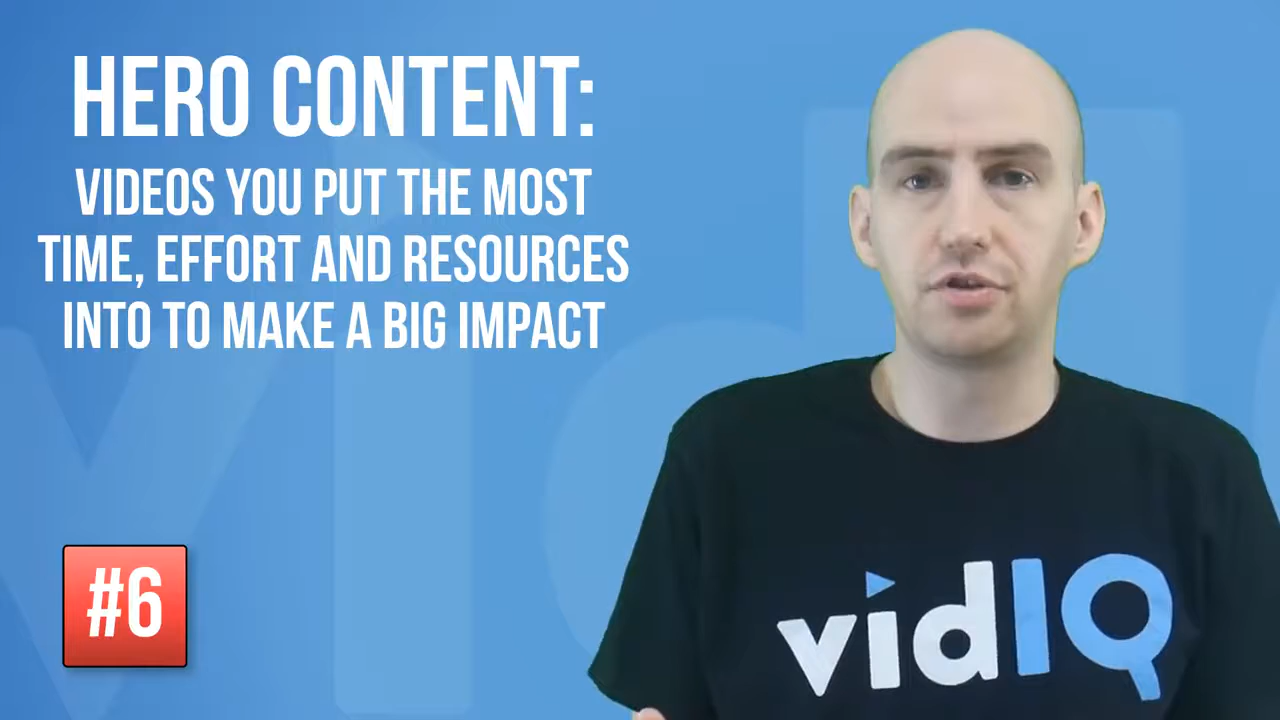 HERO CONTENT:
VIDEOS YOU PUT THE MOST
TIME, EFFORT AND RESOURCES
INTO TO MAKE A BIG IMPACT
#6
vidIQ